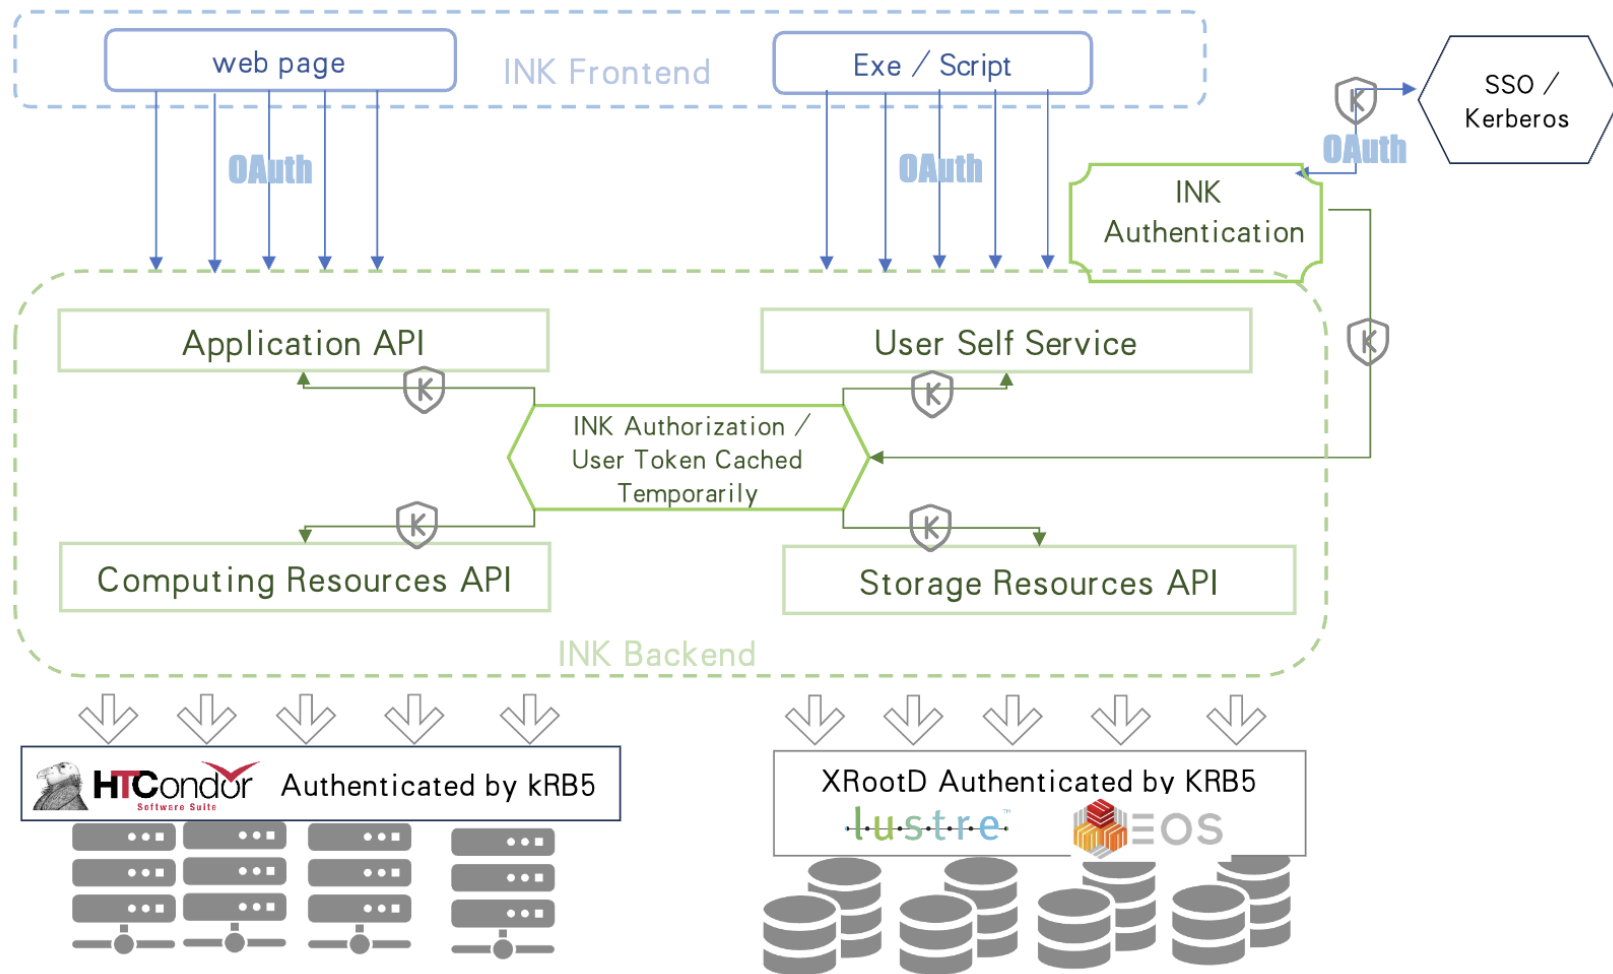 web page
INK Frontend
Exe / Script
SSO /
Kerberos
K
OAuth
OAuth
OAuth
INK
Authentication
Application API
User Self Service
K
K
K
INK Authorization /
User Token Cached
Temporarily
K
K
Computing Resources API
Storage Resources API
INK Backend
HTCondor
Software Suite
Authenticated by kRB5
XRootD Authenticated by KRB5
lustre™
EOS